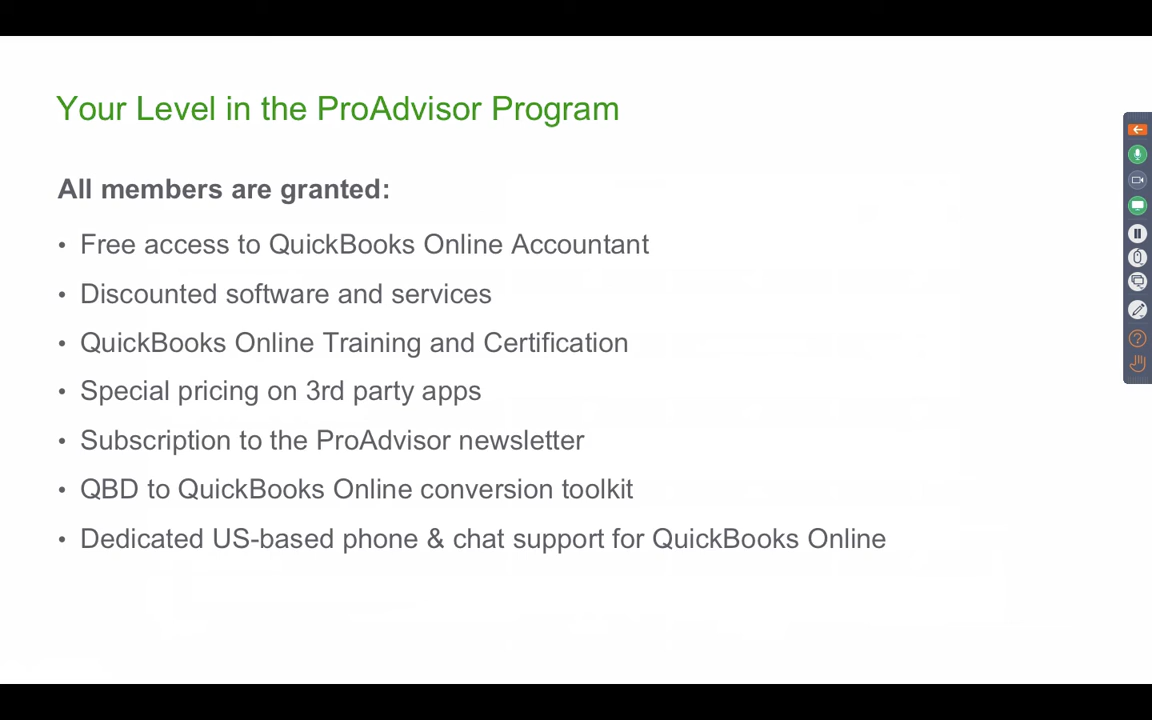 Your Level in the ProAdvisor Program
All members are granted:
• Free access to QuickBooks Online Accountant
• Discounted software and services
• QuickBooks Online Training and Certification
• Special pricing on 3rd party apps
• Subscription to the ProAdvisor newsletter
• QBD to QuickBooks Online conversion toolkit
• Dedicated US-based phone & chat support for QuickBooks Online